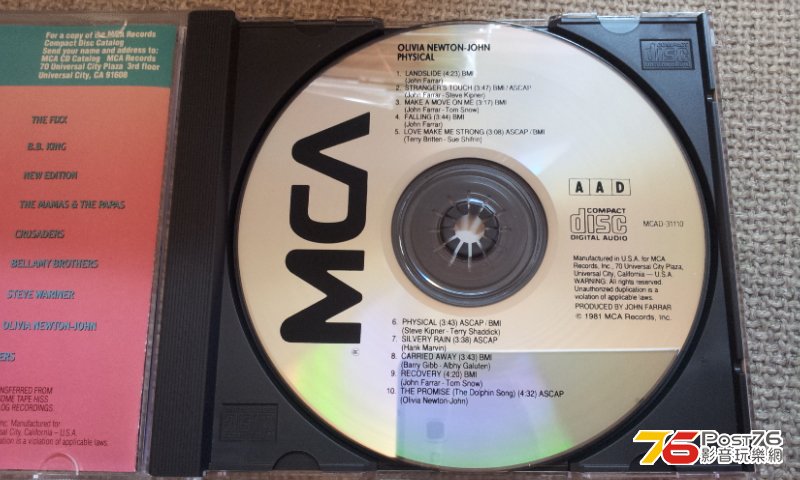 For a copy of the MCA Records
Compact Disc Catalog
Send your name and address to:
MCA CD Catalog MCA Records
70 Universal City Plaza 3rd floor
Universal City, CA 91608
THE FIXX
B.B. KING
NEW EDITION
THE MAMAS & THE PAPAS
CRUSADERS
BELLAMY BROTHERS
STEVE WARINER
OLIVIA NEWTON-JOHN
ERS
NSFERRED FROM
SOME TAPE HISS
LOG RECORDINGS.
Inc. Manufactured for
ersal City, California – U.S.A.
tion is a violation of applicable laws.
MCA
®
OLIVIA NEWTON-JOHN
PHYSICAL
1. LANDSLIDE (4:23) BMI
(John Farrar)
2. STRANGER'S TOUCH (3:47) BMI/ASCAP
(John Farrar-Steve Kipner)
3. MAKE A MOVE ON ME (3:17) BMI
(John Farrar-Tom Snow)
4. FALLING (3:44) BMI
(John Farrar)
5. LOVE MAKE ME STRONG (3:08) ASCAP/BMI
(Terry Britten - Sue Shifrin)
A A D
COMPACT
disc
DIGITAL AUDIO
MCAD-31110
Manufactured in U.S.A. for MCA
Records, Inc., 70 Universal City Plaza,
Universal City, California — U.S.A.
WARNING: All rights reserved.
Unauthorized duplication is a
violation of applicable laws.
PRODUCED BY JOHN FARRAR
© 1981 MCA Records, Inc.
6. PHYSICAL (3:43) ASCAP/BMI
(Steve Kipner - Terry Shaddick)
7. SILVERY RAIN (3:38) ASCAP
(Hank Marvin)
8. CARRIED AWAY (3:43) BMI
(Barry Gibb - Albhy Galuten)
9. RECOVERY (4:20) BMI
(John Farrar - Tom Snow)
10. THE PROMISE (The Dolphin Song) (4:32) ASCAP
(Olivia Newton-John)
76 Post76
影音玩樂網